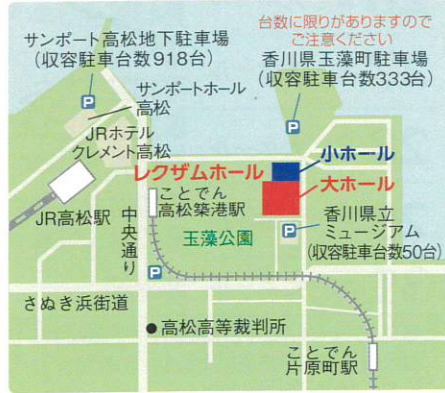 台数に限りがありますので
ご注意ください
サンポート高松地下駐車場
(収容駐車台数918台)
香川県玉藻町駐車場
(収容駐車台数333台)
P
P
サンポートホール
高松
JRホテル
クレメント高松
レクザムホール
小ホール
大ホール
ことでん
高松築港駅
JR高松駅
中央通り
玉藻公園
P
香川県立
ミュージアム
(収容駐車台数50台)
P
さぬき浜街道
高松高等裁判所
ことでん
片原町駅